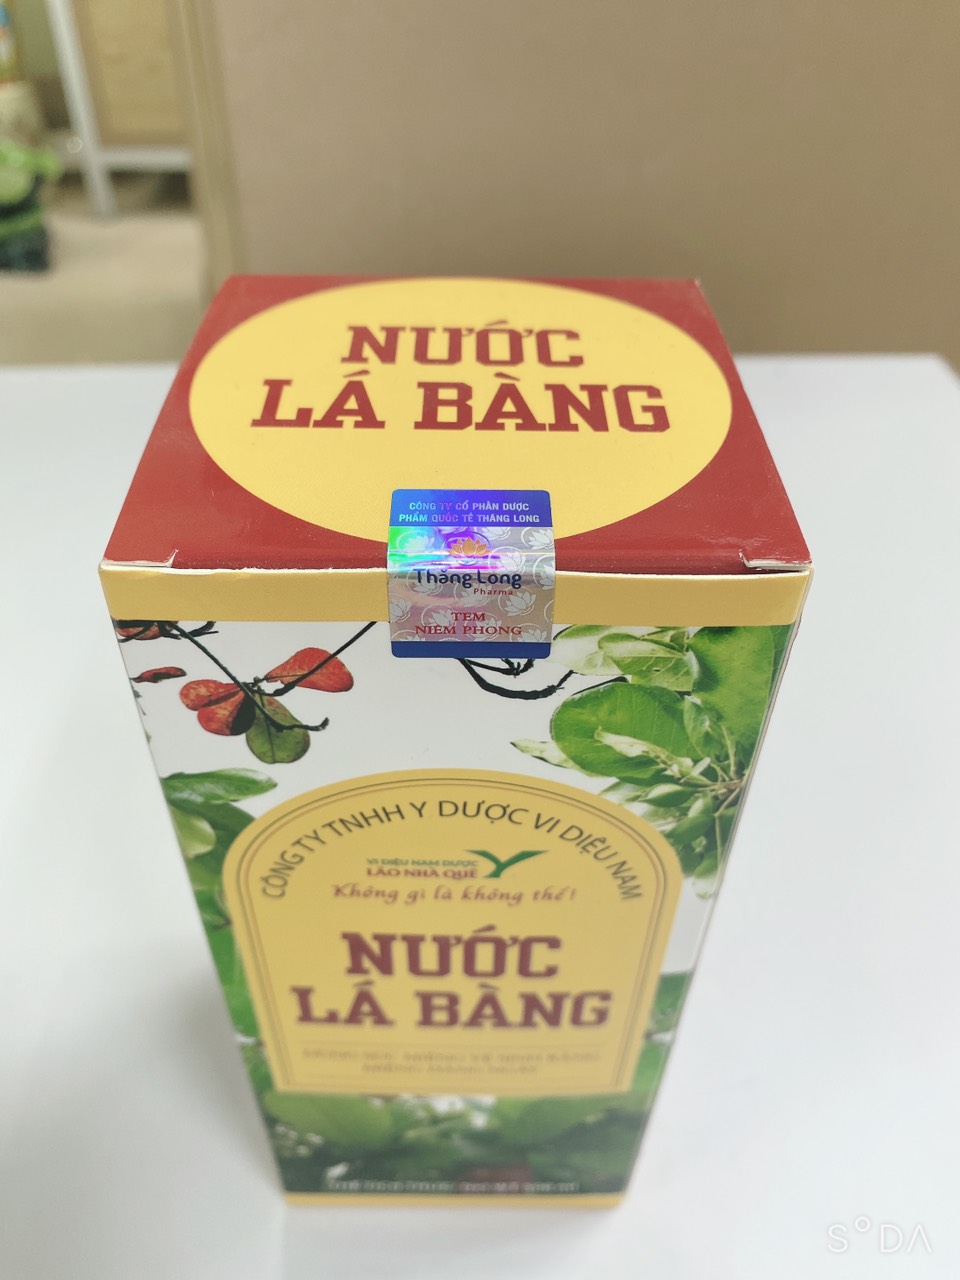 NƯỚC
LÁ BÀNG
CÔNG TY CỔ PHẦN DƯỢC
PHẨM QUỐC TẾ THĂNG LONG
Thăng Long
Pharma
TEM
NIÊM PHONG
CÔNG TY TNHH Y DƯỢC VI DIỆU NAM
VI DIỆU NAM DƯỢC
LÃO NHÀ QUÊ
Không gì là không thể!
NƯỚC
LÁ BÀNG
S°DA